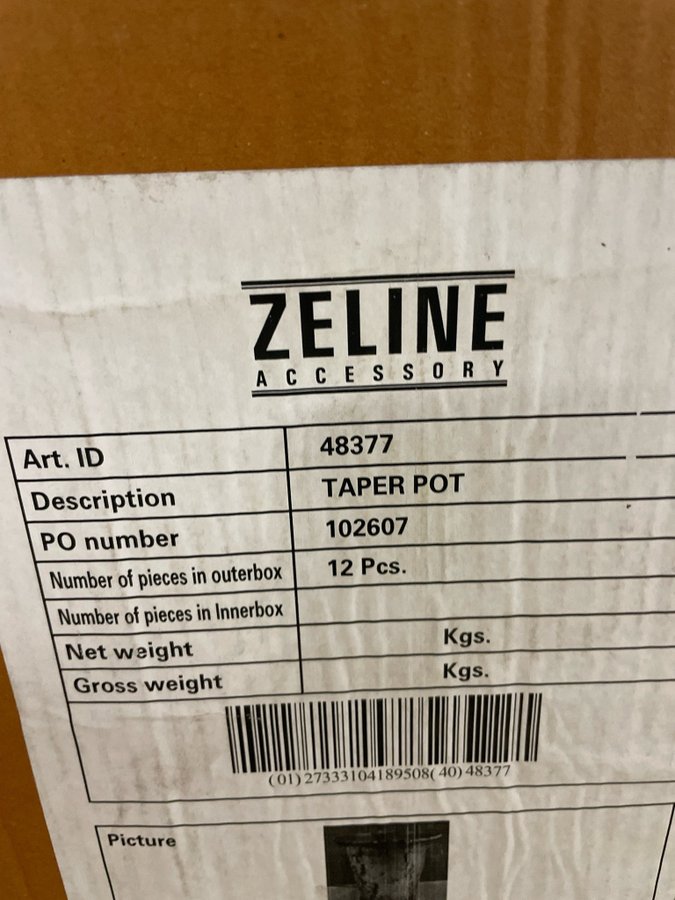 ZELINE
ACCESSORY
Art. ID 48377
Description TAPER POT
PO number 102607
Number of pieces in outerbox 12 Pcs.
Number of pieces in Innerbox
Net weight Kgs.
Gross weight Kgs.
(01)27333104189508(40)48377
Picture